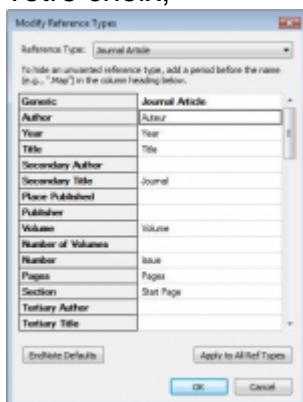 Votre choix,
Modify Reference Types
Reference Type: Journal Article
To hide an unwanted reference type, add a period before the name
(e.g., ".Map") in the column heading below.
Generic Journal Article
Author Auteur
Year Year
Title Title
Secondary Author
Secondary Title Journal
Place Published
Publisher
Volume Volume
Number of Volumes
Number Issue
Pages Pages
Section Start Page
Tertiary Author
Tertiary Title
EndNote Defaults Apply to All Ref Types
OK Cancel